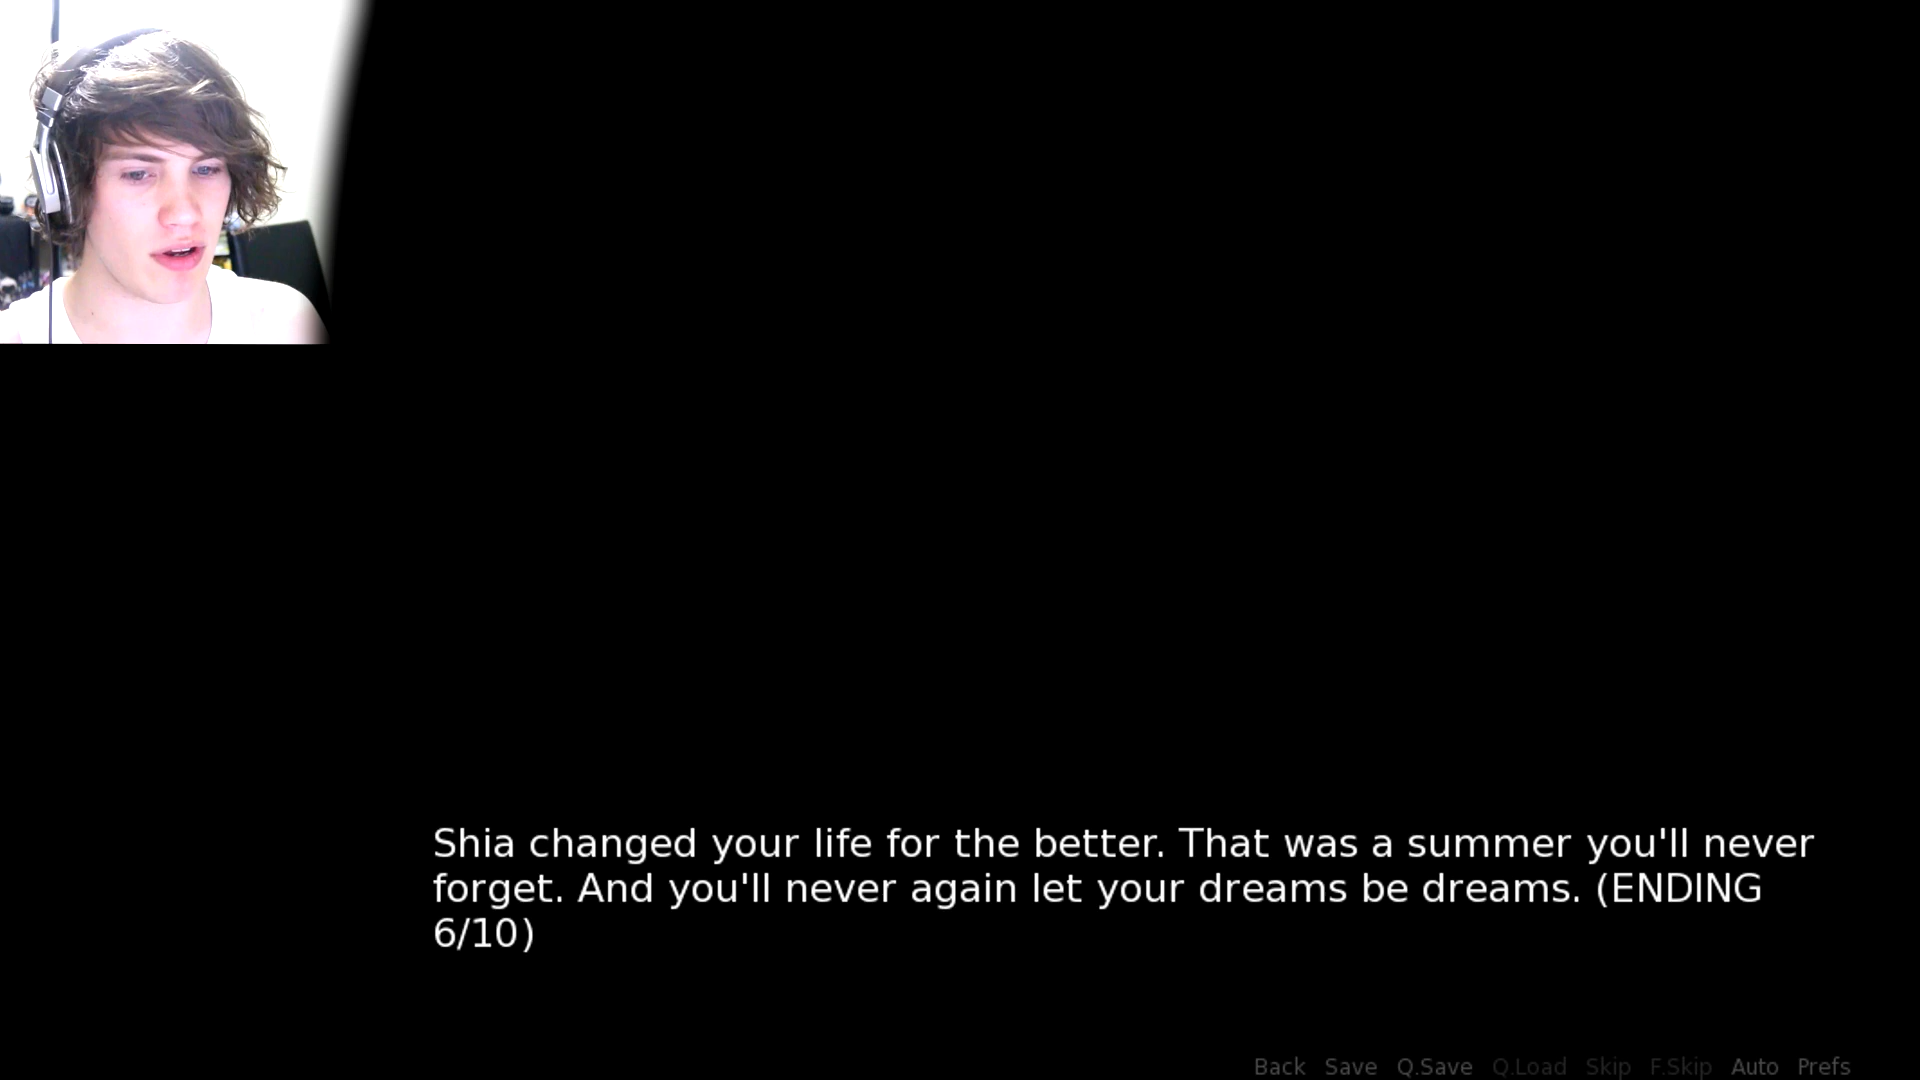 Shia changed your life for the better. That was a summer you'll never
forget. And you'll never again let your dreams be dreams. (ENDING
6/10)
Back Save Q.Save Q.Load Skip F.Skip Auto Prefs